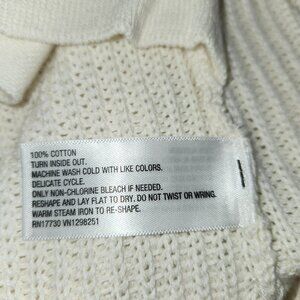 100% COTTON
TURN INSIDE OUT.
MACHINE WASH COLD WITH LIKE COLORS.
DELICATE CYCLE.
ONLY NON-CHLORINE BLEACH IF NEEDED.
RESHAPE AND LAY FLAT TO DRY. DO NOT TWIST OR WRING.
WARM STEAM IRON TO RE-SHAPE.
RN17730 VN1298251